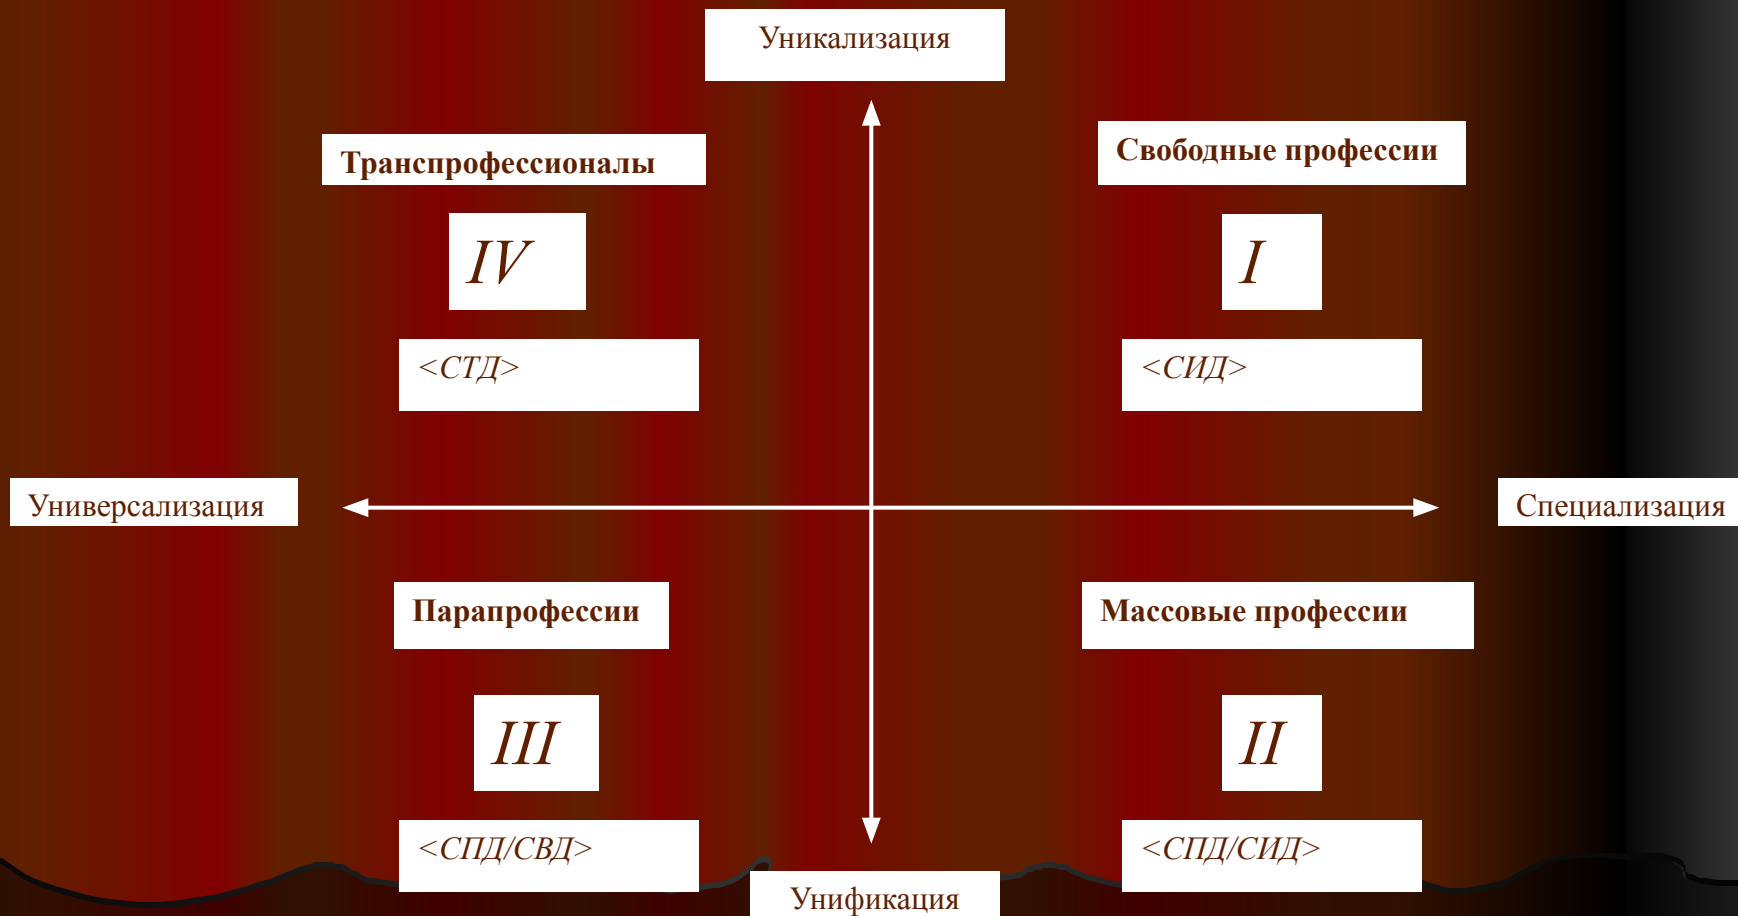 Уникализация
Транспрофессионалы
Свободные профессии
IV
I
<СТД>
<СИД>
Универсализация
Специализация
Парапрофессии
Массовые профессии
III
II
<СПД/СВД>
<СПД/СИД>
Унификация